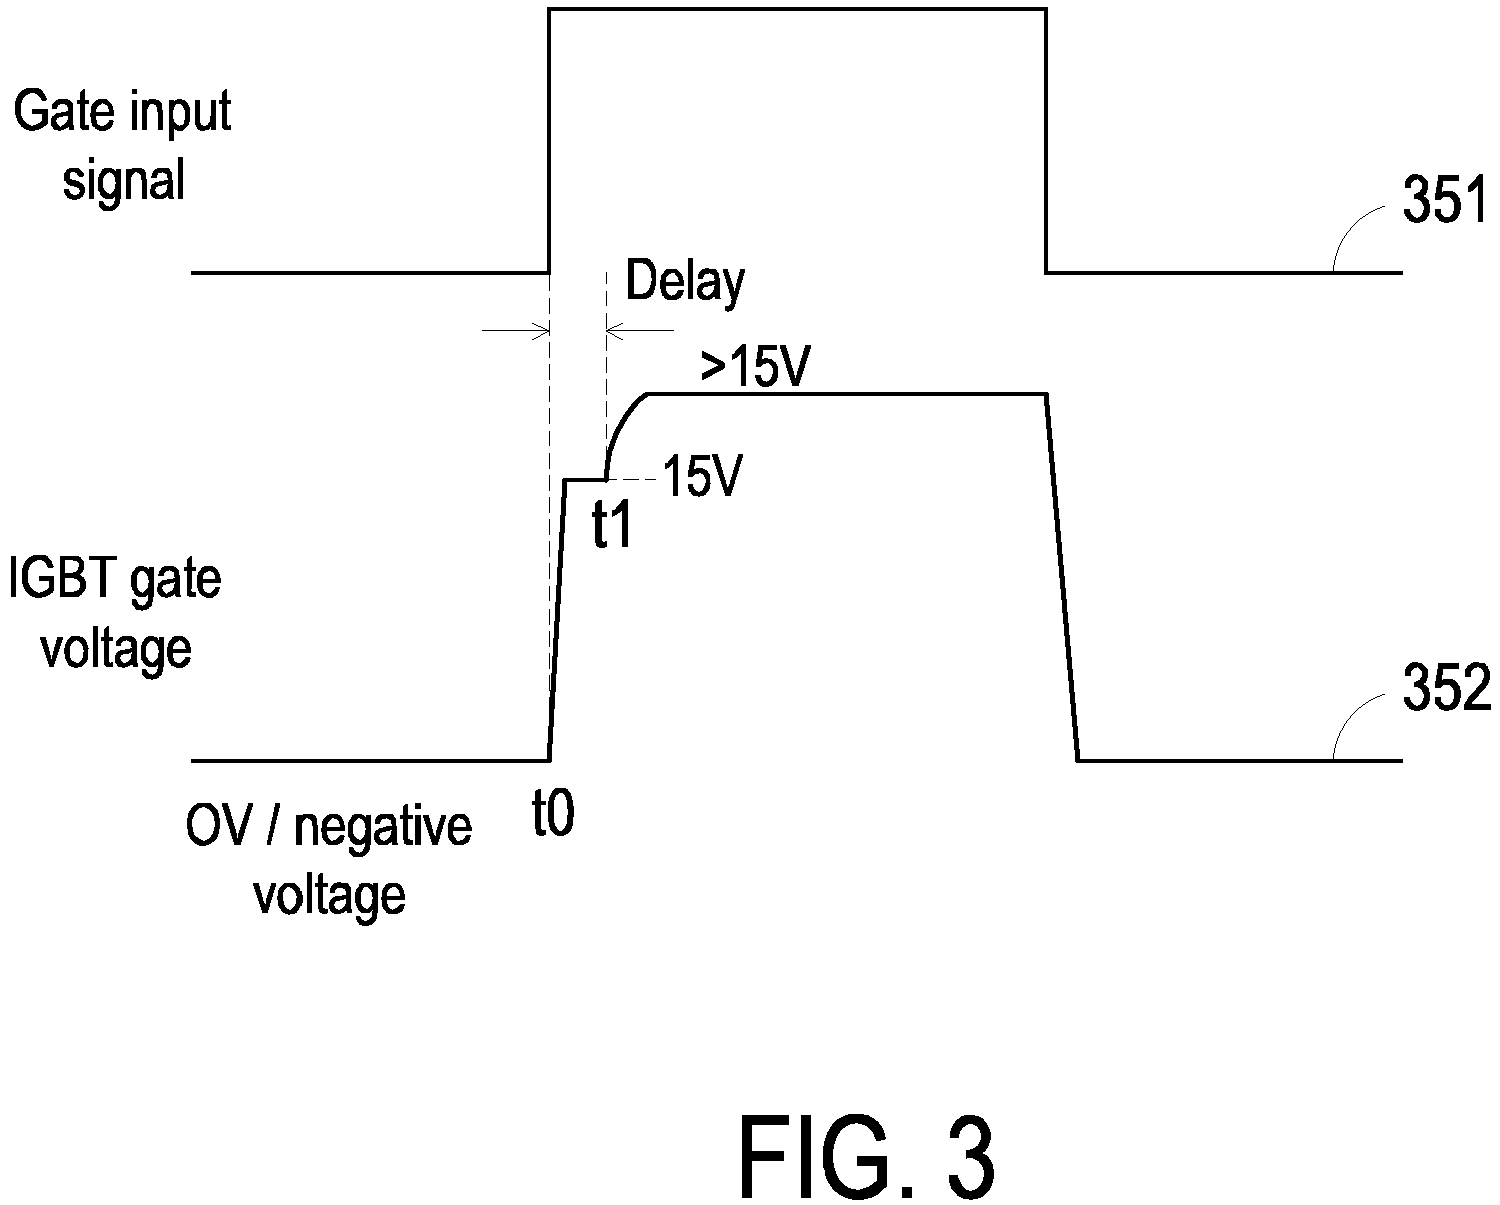 Gate input
signal
351
Delay
>15V
15V
t1
IGBT gate
voltage
352
t0
OV / negative
voltage
FIG. 3